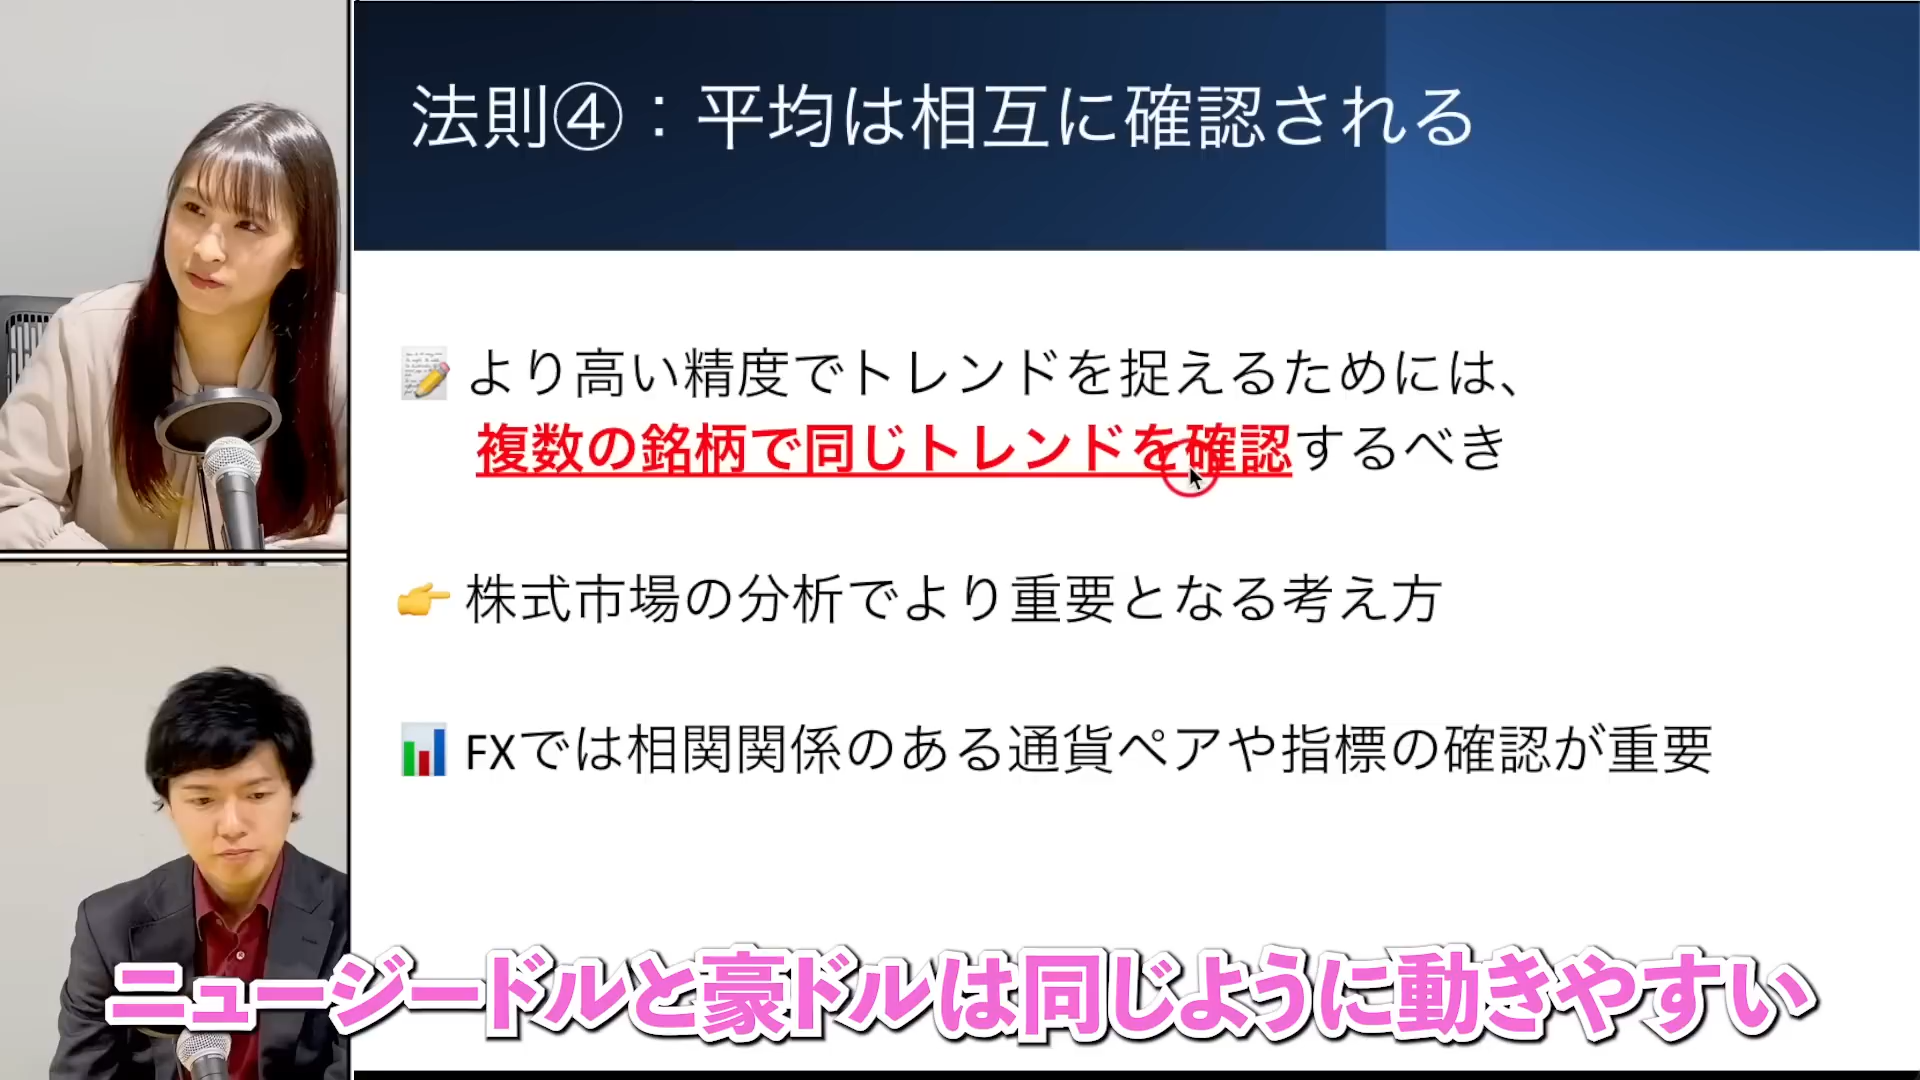 法則④：平均は相互に確認される
より高い精度でトレンドを捉えるためには、
複数の銘柄で同じトレンドを確認するべき
株式市場の分析でより重要となる考え方
FXでは相関関係のある通貨ペアや指標の確認が重要
ニュージードルと豪ドルは同じように動きやすい